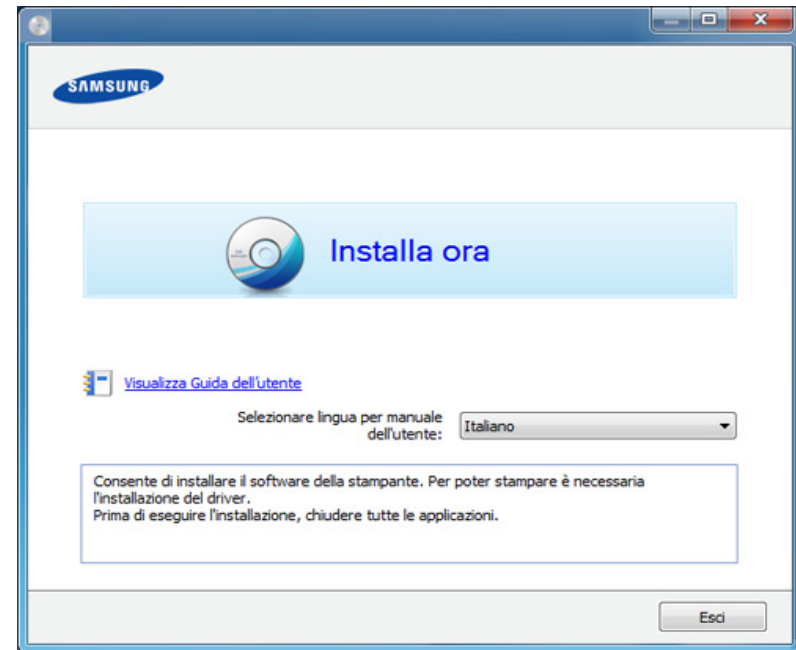 SAMSUNG
Installa ora
Visualizza Guida dell'utente
Selezionare lingua per manuale
dell'utente:
Italiano
Consente di installare il software della stampante. Per poter stampare è necessaria
l'installazione del driver.
Prima di eseguire l'installazione, chiudere tutte le applicazioni.
Esci